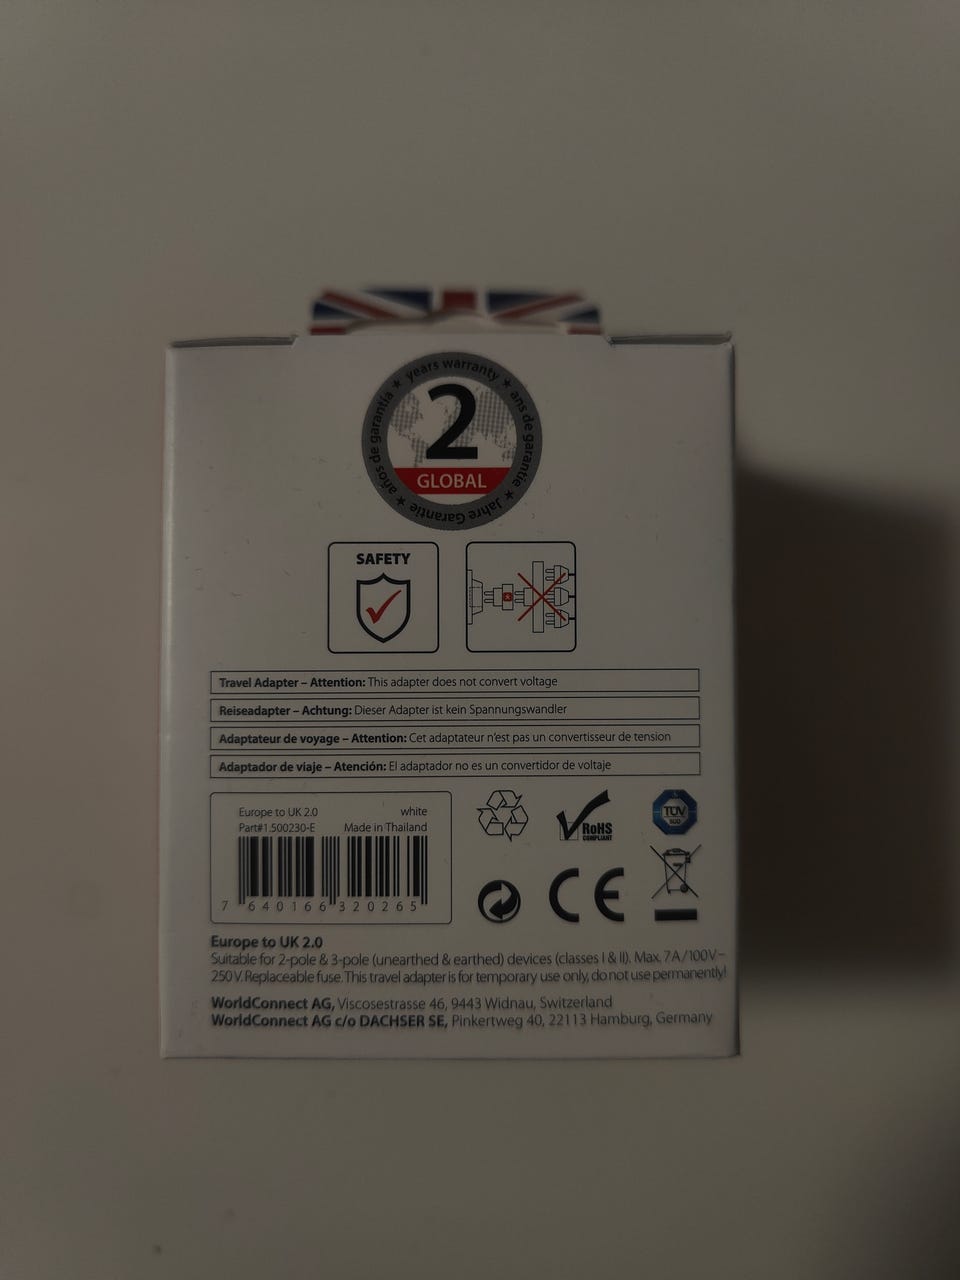 ★ years warranty ★
ans de garantie ★
Jahre Garantie ★
años de garantía
2
GLOBAL
SAFETY
Travel Adapter – Attention: This adapter does not convert voltage
Reiseadapter – Achtung: Dieser Adapter ist kein Spannungswandler
Adaptateur de voyage – Attention: Cet adaptateur n'est pas un convertisseur de tension
Adaptador de viaje – Atención: El adaptador no es un convertidor de voltaje
Europe to UK 2.0 white
Part#1.500230-E Made in Thailand
7 640166 320265
RoHS
COMPLIANT
TÜV
SÜD
CE
Europe to UK 2.0
Suitable for 2-pole & 3-pole (unearthed & earthed) devices (classes I & II). Max. 7A/100V–
250V. Replaceable fuse. This travel adapter is for temporary use only, do not use permanently!
WorldConnect AG, Viscosestrasse 46, 9443 Widnau, Switzerland
WorldConnect AG c/o DACHSER SE, Pinkertweg 40, 22113 Hamburg, Germany